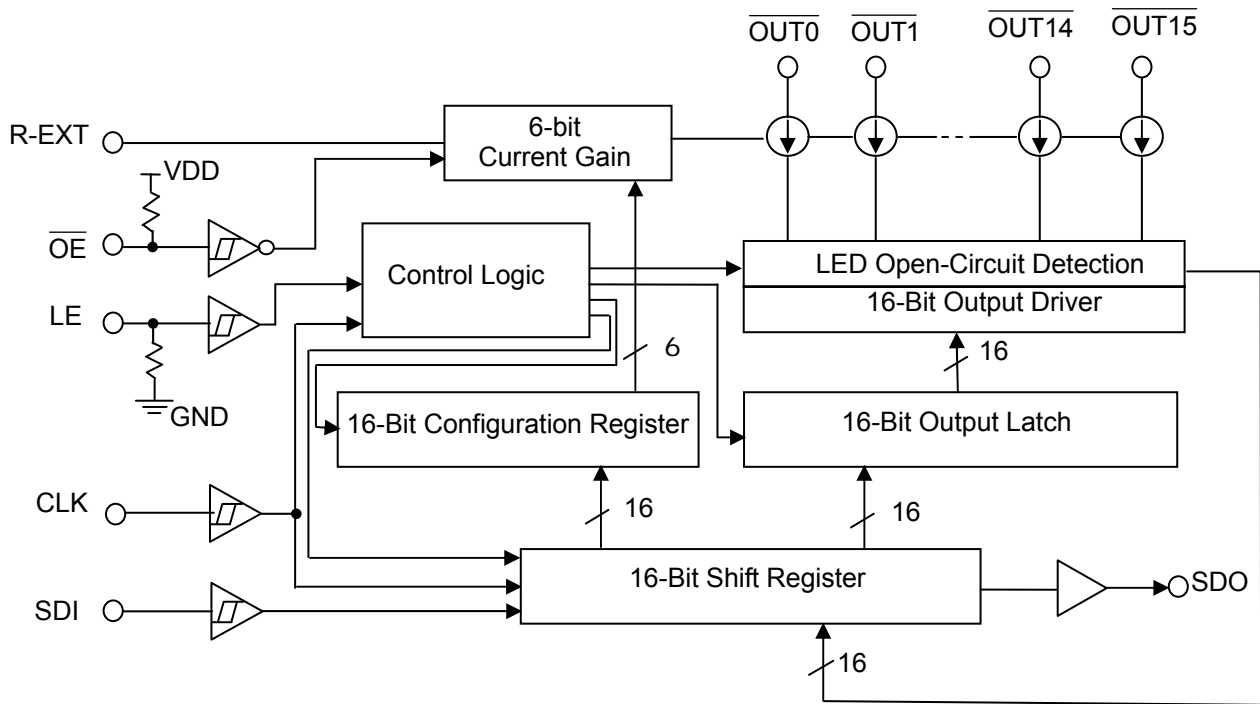 OUT0 OUT1 OUT14 OUT15
R-EXT
6-bit
Current Gain
VDD
OE
Control Logic
LED Open-Circuit Detection
LE
16-Bit Output Driver
6
16
GND
16-Bit Configuration Register
16-Bit Output Latch
CLK
16
16
16-Bit Shift Register
SDO
SDI
16